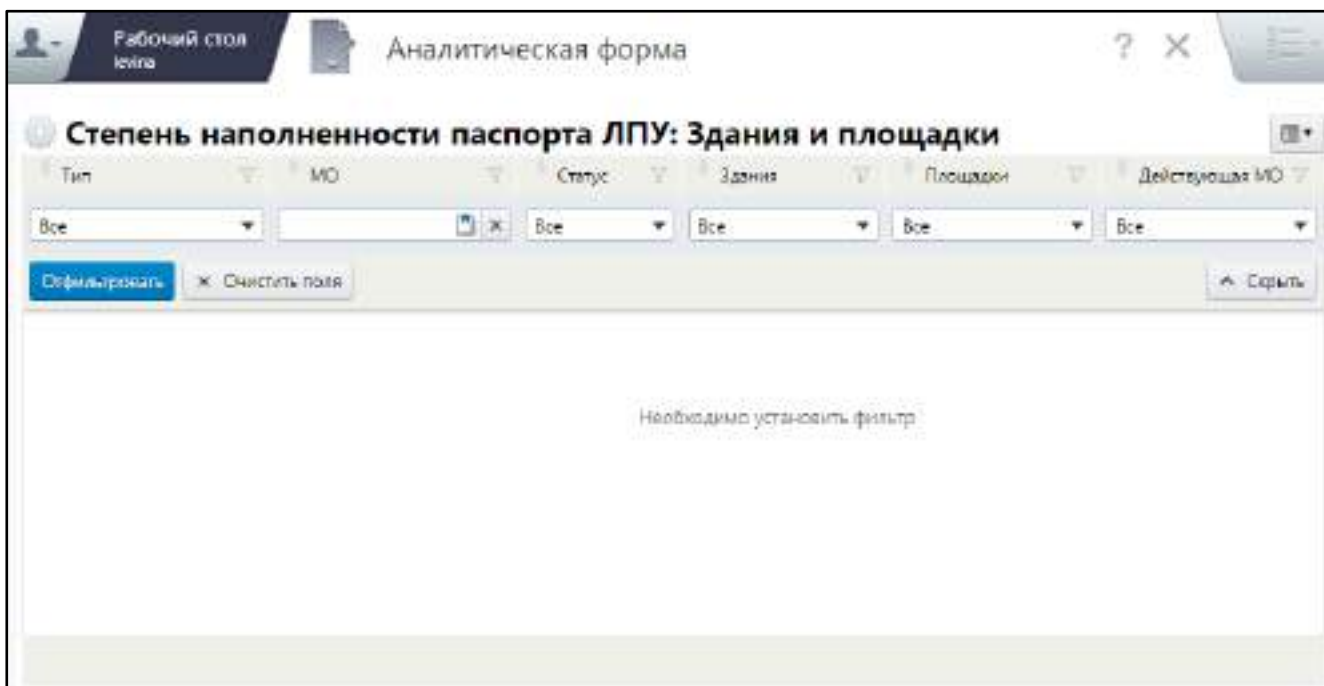 Рабочий стол
levina
Аналитическая форма
? ×
Степень наполненности паспорта ЛПУ: Здания и площадки
Тип МО Статус Здания Площадки Действующая МО
Все Все Все Все Все
Отфильтровать × Очистить поля Скрыть
Необходимо установить фильтр